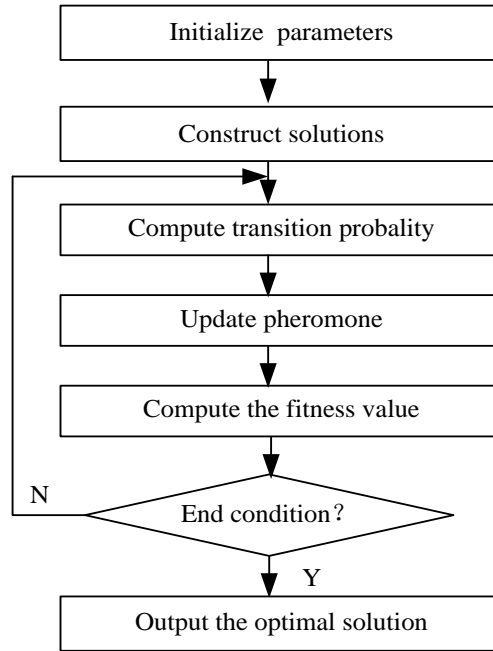 Initialize parameters
Construct solutions
Compute transition probality
Update pheromone
Compute the fitness value
N
End condition？
Y
Output the optimal solution